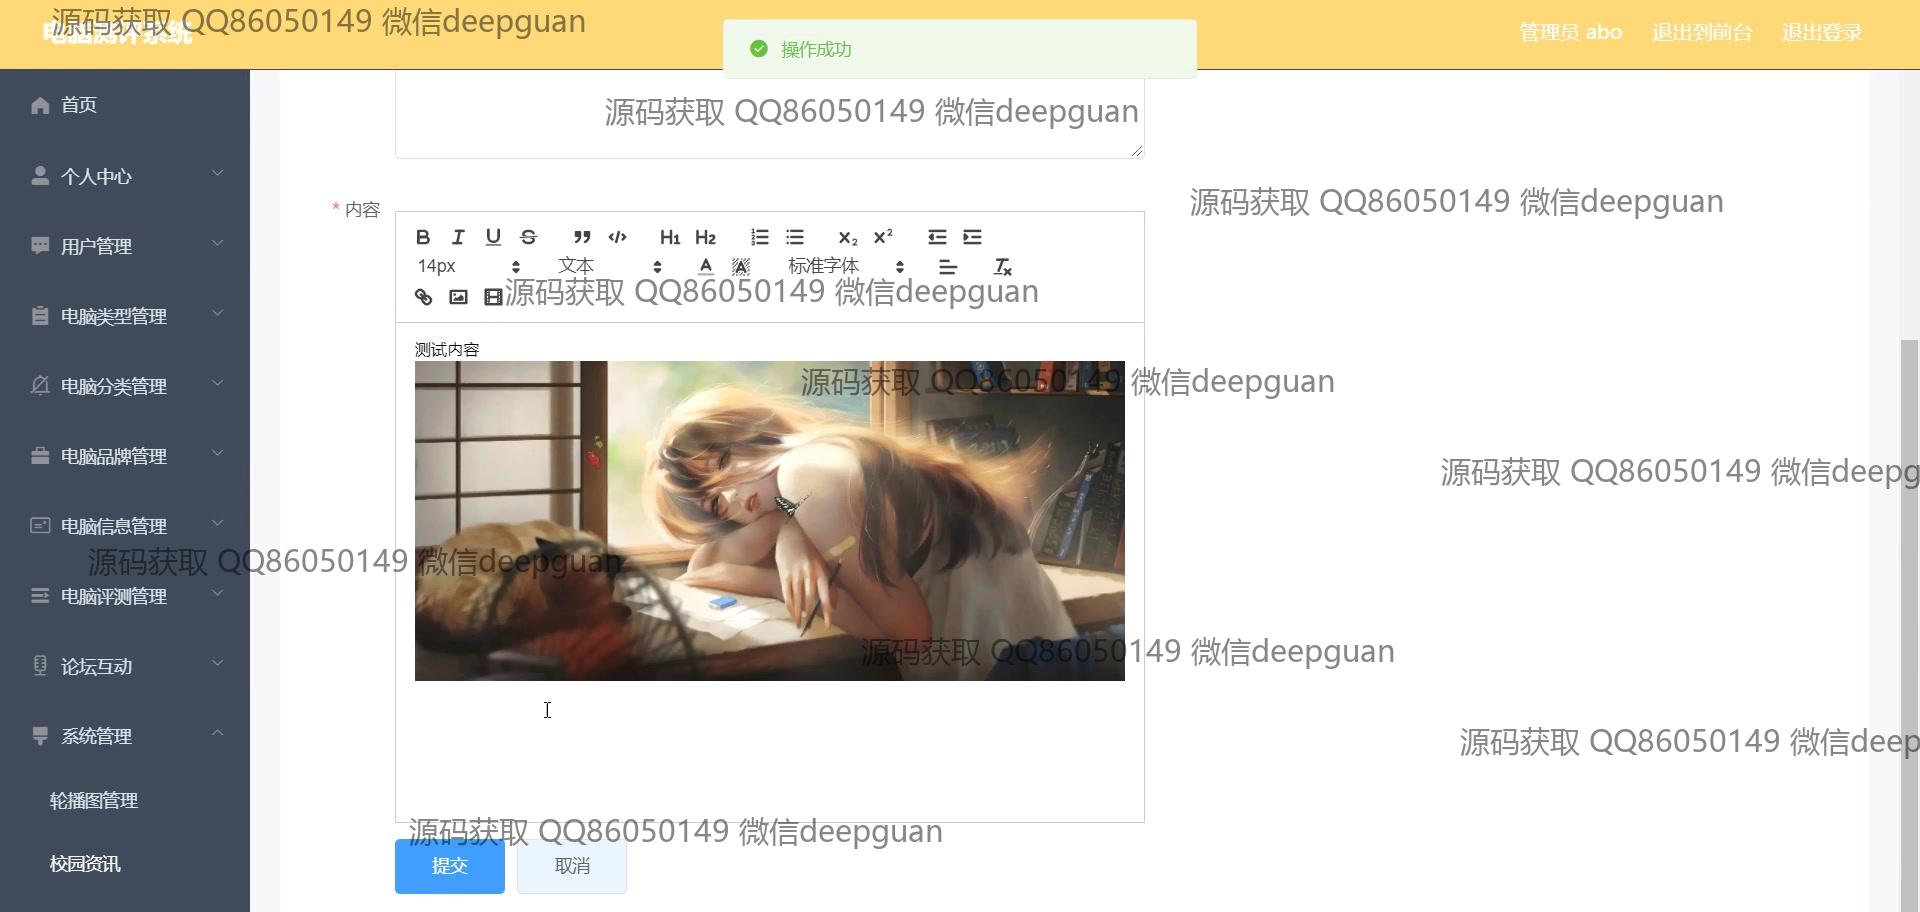 源码获取 QQ86050149 微信deepguan
电脑测评系统
操作成功
管理员 abo
退出到前台
退出登录
首页
源码获取 QQ86050149 微信deepguan
个人中心
源码获取 QQ86050149 微信deepguan
* 内容
用户管理
B I U S H1 H2 X2 X2
14px 文本 A A 标准字体
源码获取 QQ86050149 微信deepguan
电脑类型管理
测试内容
电脑分类管理
源码获取 QQ86050149 微信deepguan
电脑品牌管理
源码获取 QQ86050149 微信deepg
电脑信息管理
源码获取 QQ86050149 微信deepguan
电脑评测管理
论坛互动
源码获取 QQ86050149 微信deepguan
系统管理
源码获取 QQ86050149 微信deep
轮播图管理
源码获取 QQ86050149 微信deepguan
校园资讯
提交
取消